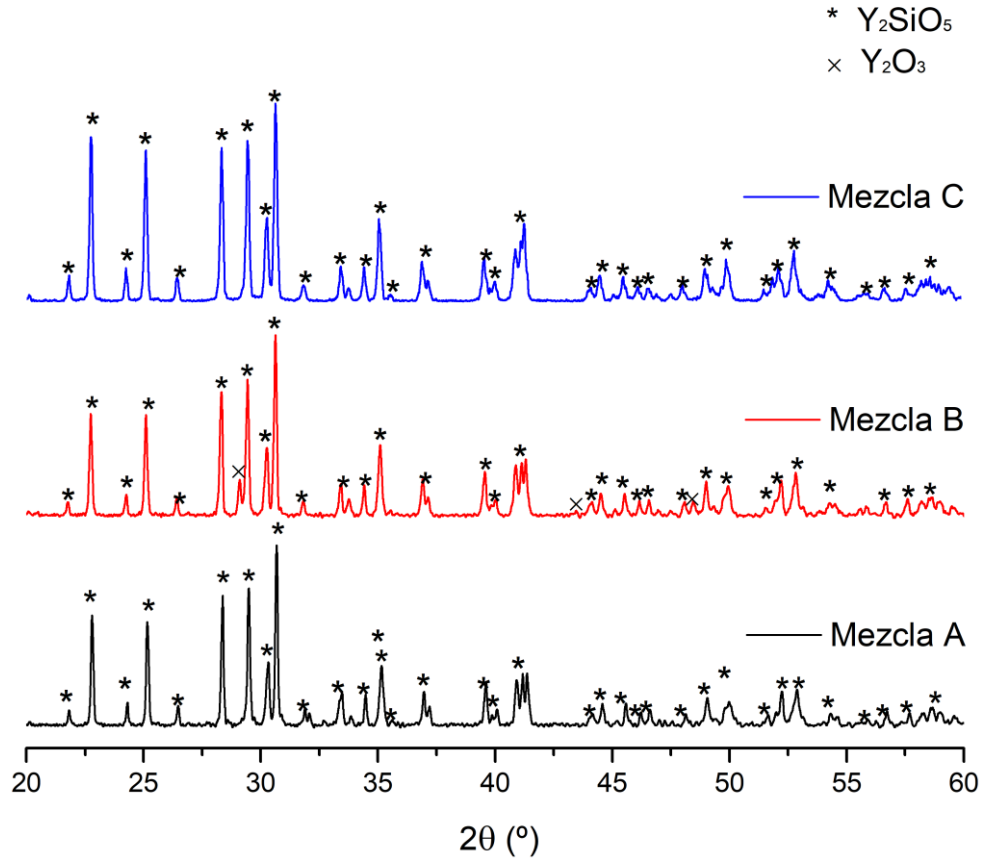 * Y₂SiO₅
× Y₂O₃
Mezcla C
Mezcla B
Mezcla A
20 25 30 35 40 45 50 55 60
2θ (º)